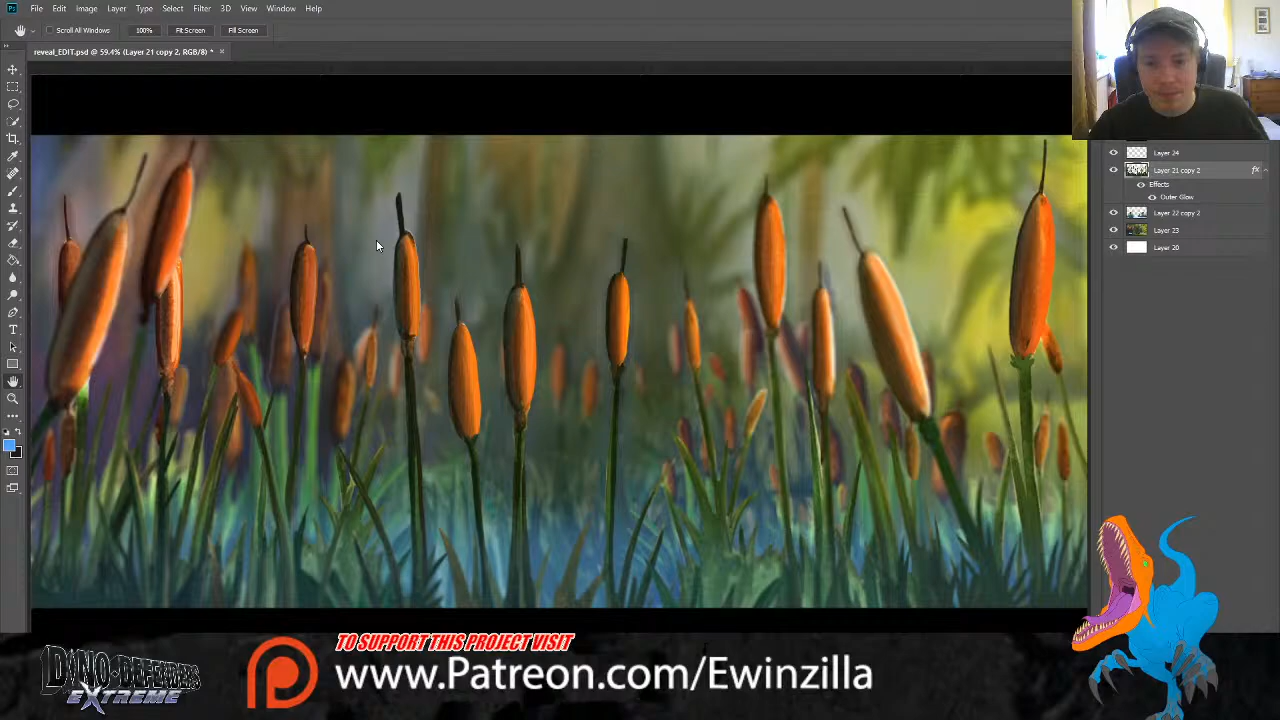 Ps File Edit Image Layer Type Select Filter 3D View Window Help
Scroll All Windows 100% Fit Screen Fill Screen
reveal_EDIT.psd @ 59.4% (Layer 21 copy 2, RGB/8) * ×
Layer 24
Layer 21 copy 2 fx
Effects
Outer Glow
Layer 22 copy 2
Layer 23
Layer 20
DINO-DEFENDERS
EXTREME
TO SUPPORT THIS PROJECT VISIT
www.Patreon.com/Ewinzilla